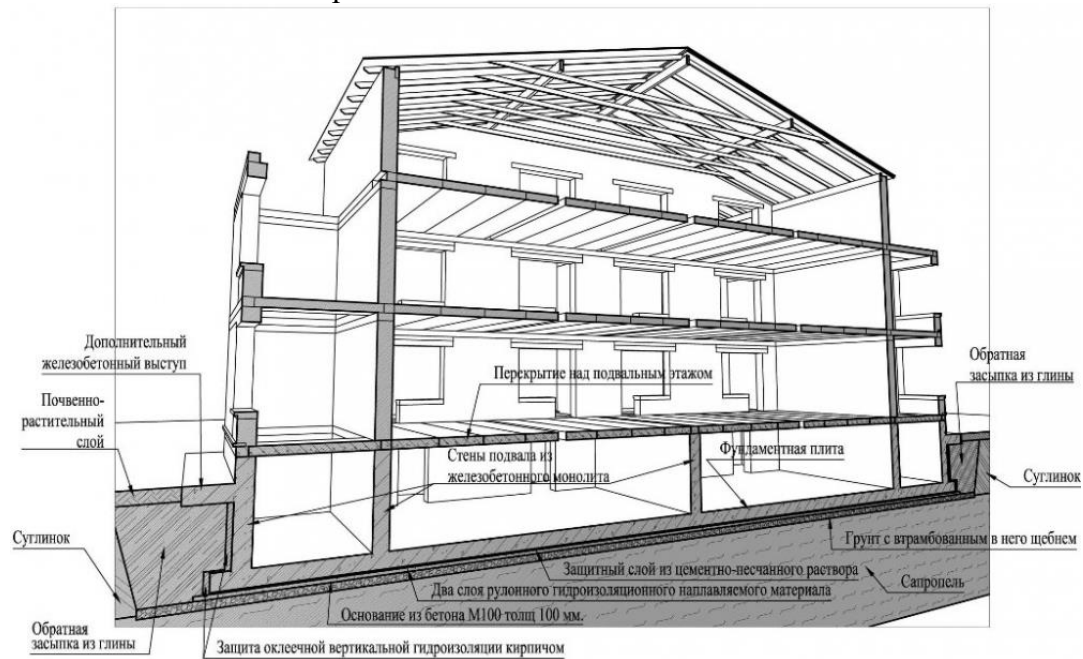 Дополнительный
железобетонный выступ
Почвенно-
растительный
слой
Перекрытие над подвальным этажом
Обратная
засыпка из глины
Стены подвала из
железобетонного монолита
Фундаментная плита
Суглинок
Суглинок
Грунт с втрамбованным в него щебнем
Защитный слой из цементно-песчанного раствора
Сапропель
Два слоя рулонного гидроизоляционного наплавляемого материала
Основание из бетона М100 толщ 100 мм.
Обратная
засыпка из глины
Защита оклеечной вертикальной гидроизоляции кирпичом